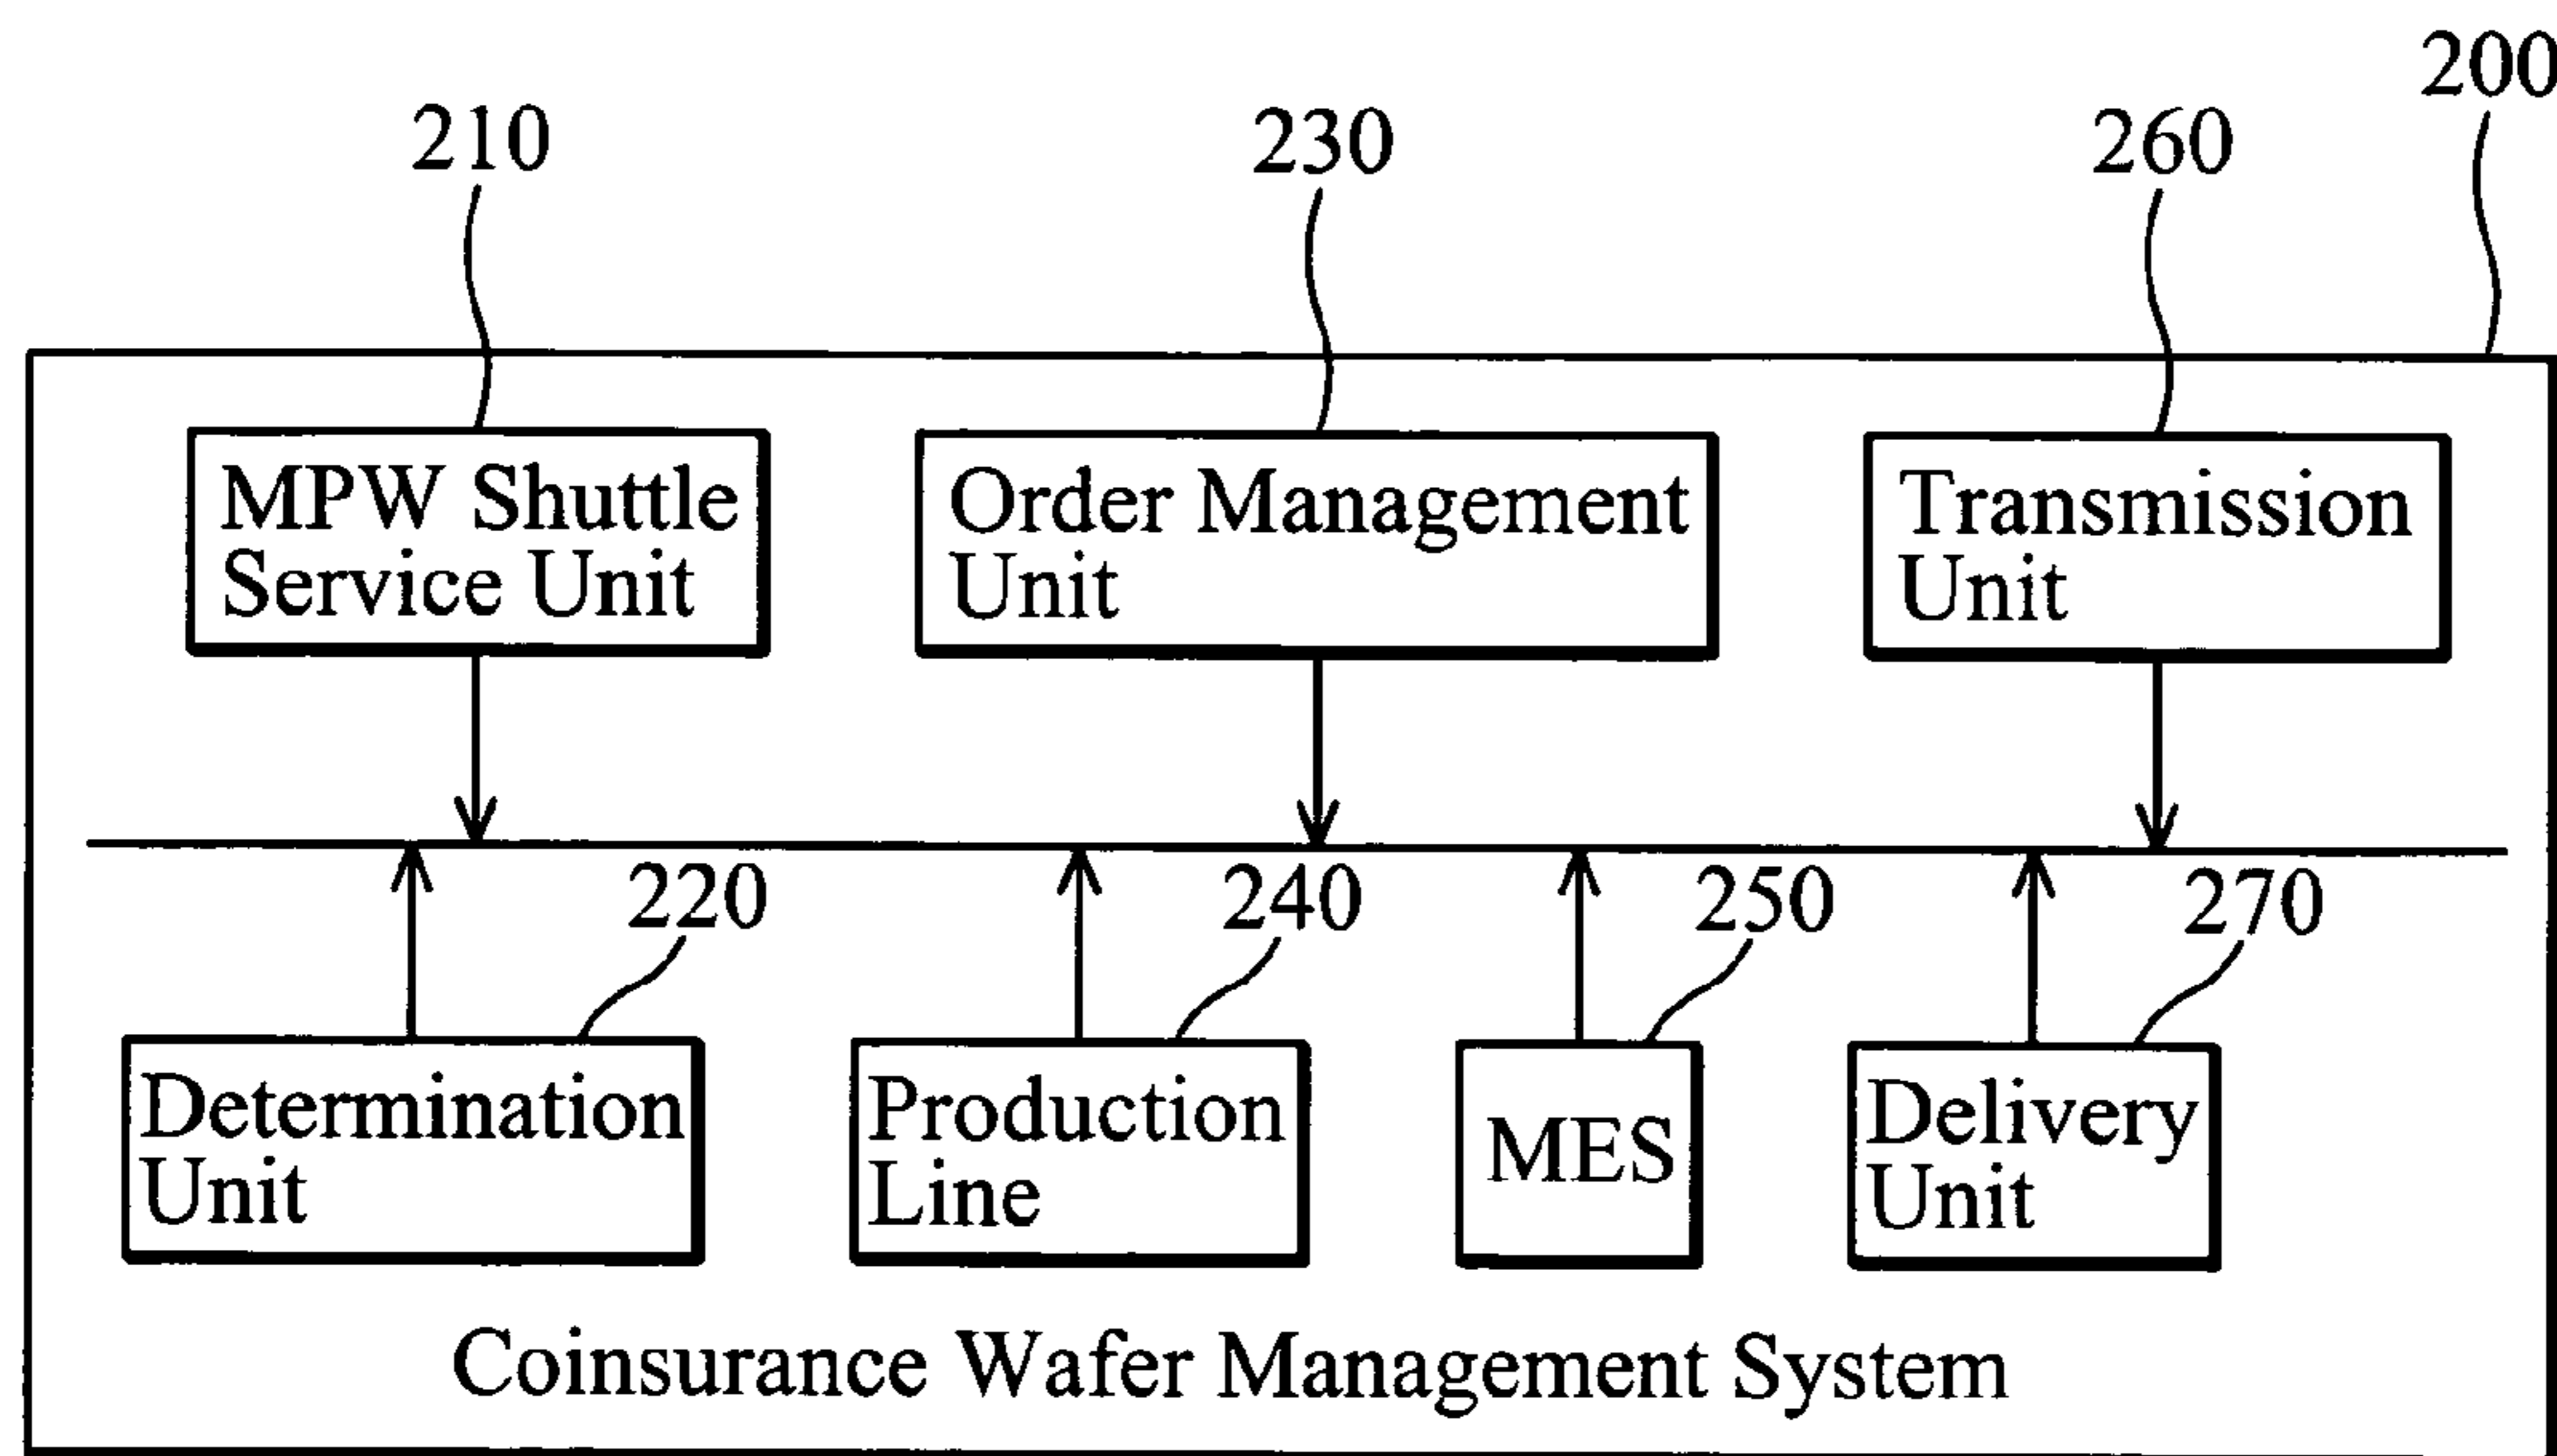 200
210
230
260
MPW Shuttle
Service Unit
Order Management
Unit
Transmission
Unit
220
240
250
270
Determination
Unit
Production
Line
MES
Delivery
Unit
Coinsurance Wafer Management System